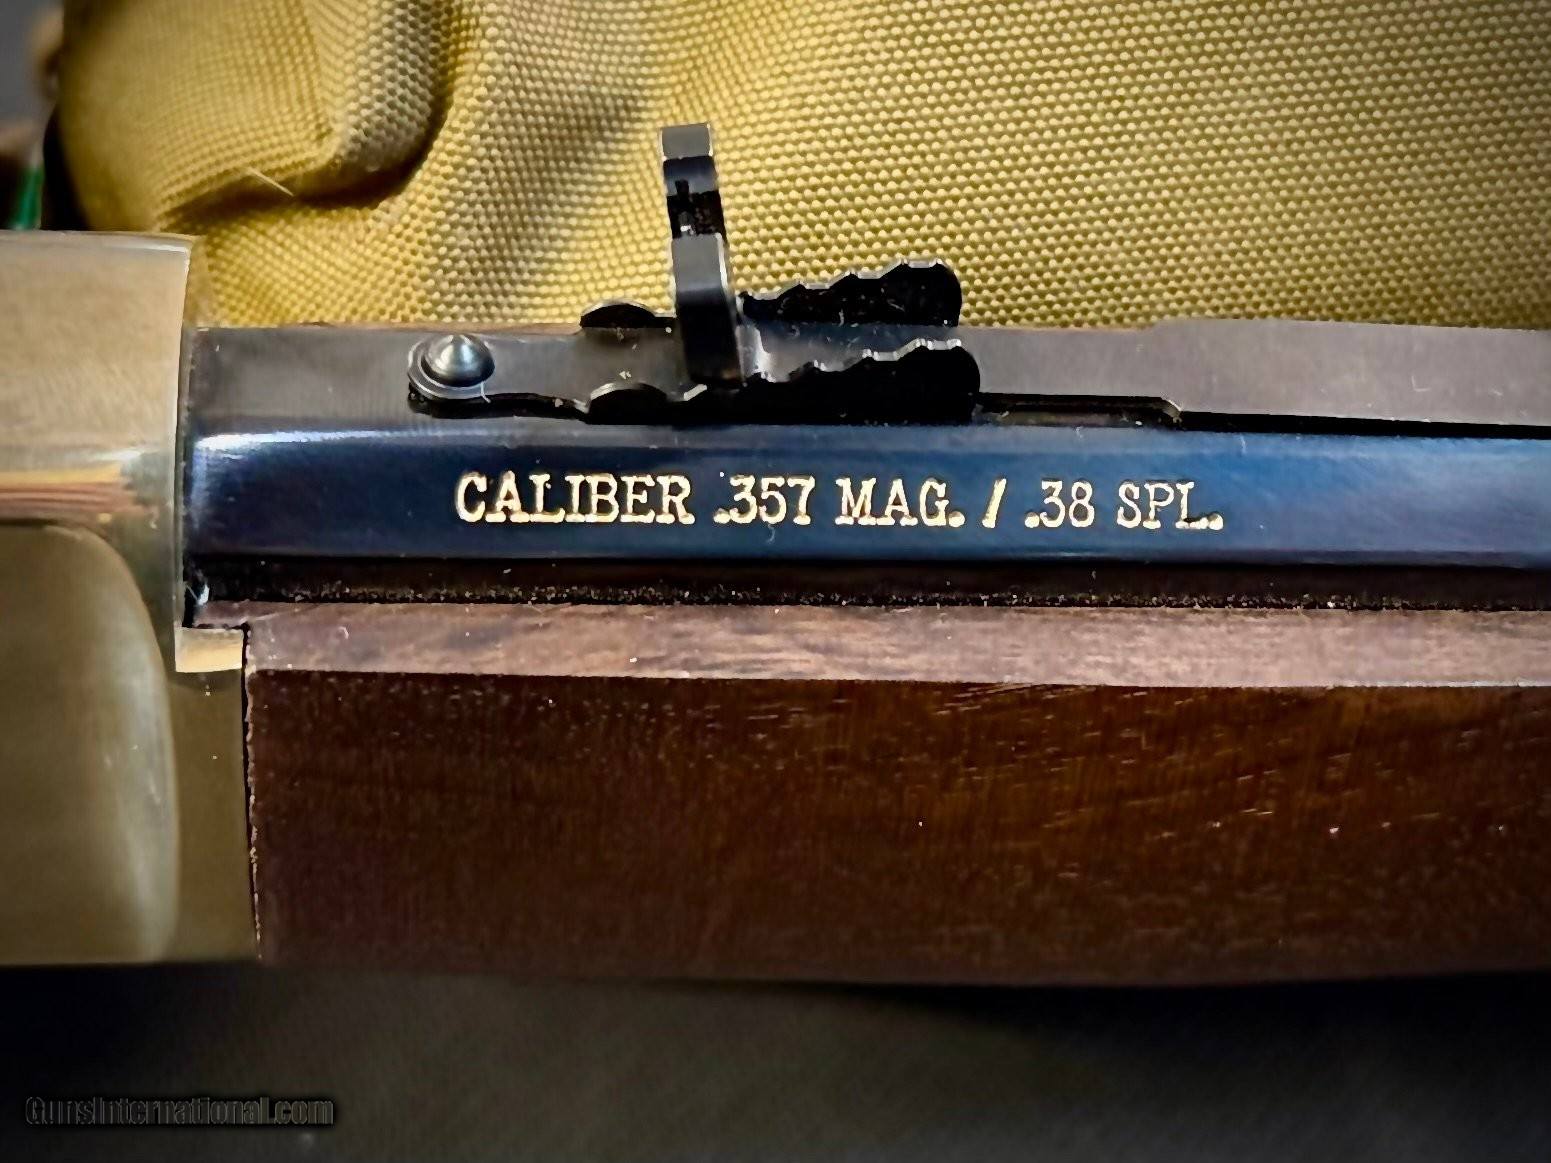 CALIBER .357 MAG. / .38 SPL.
GunsInternational.com